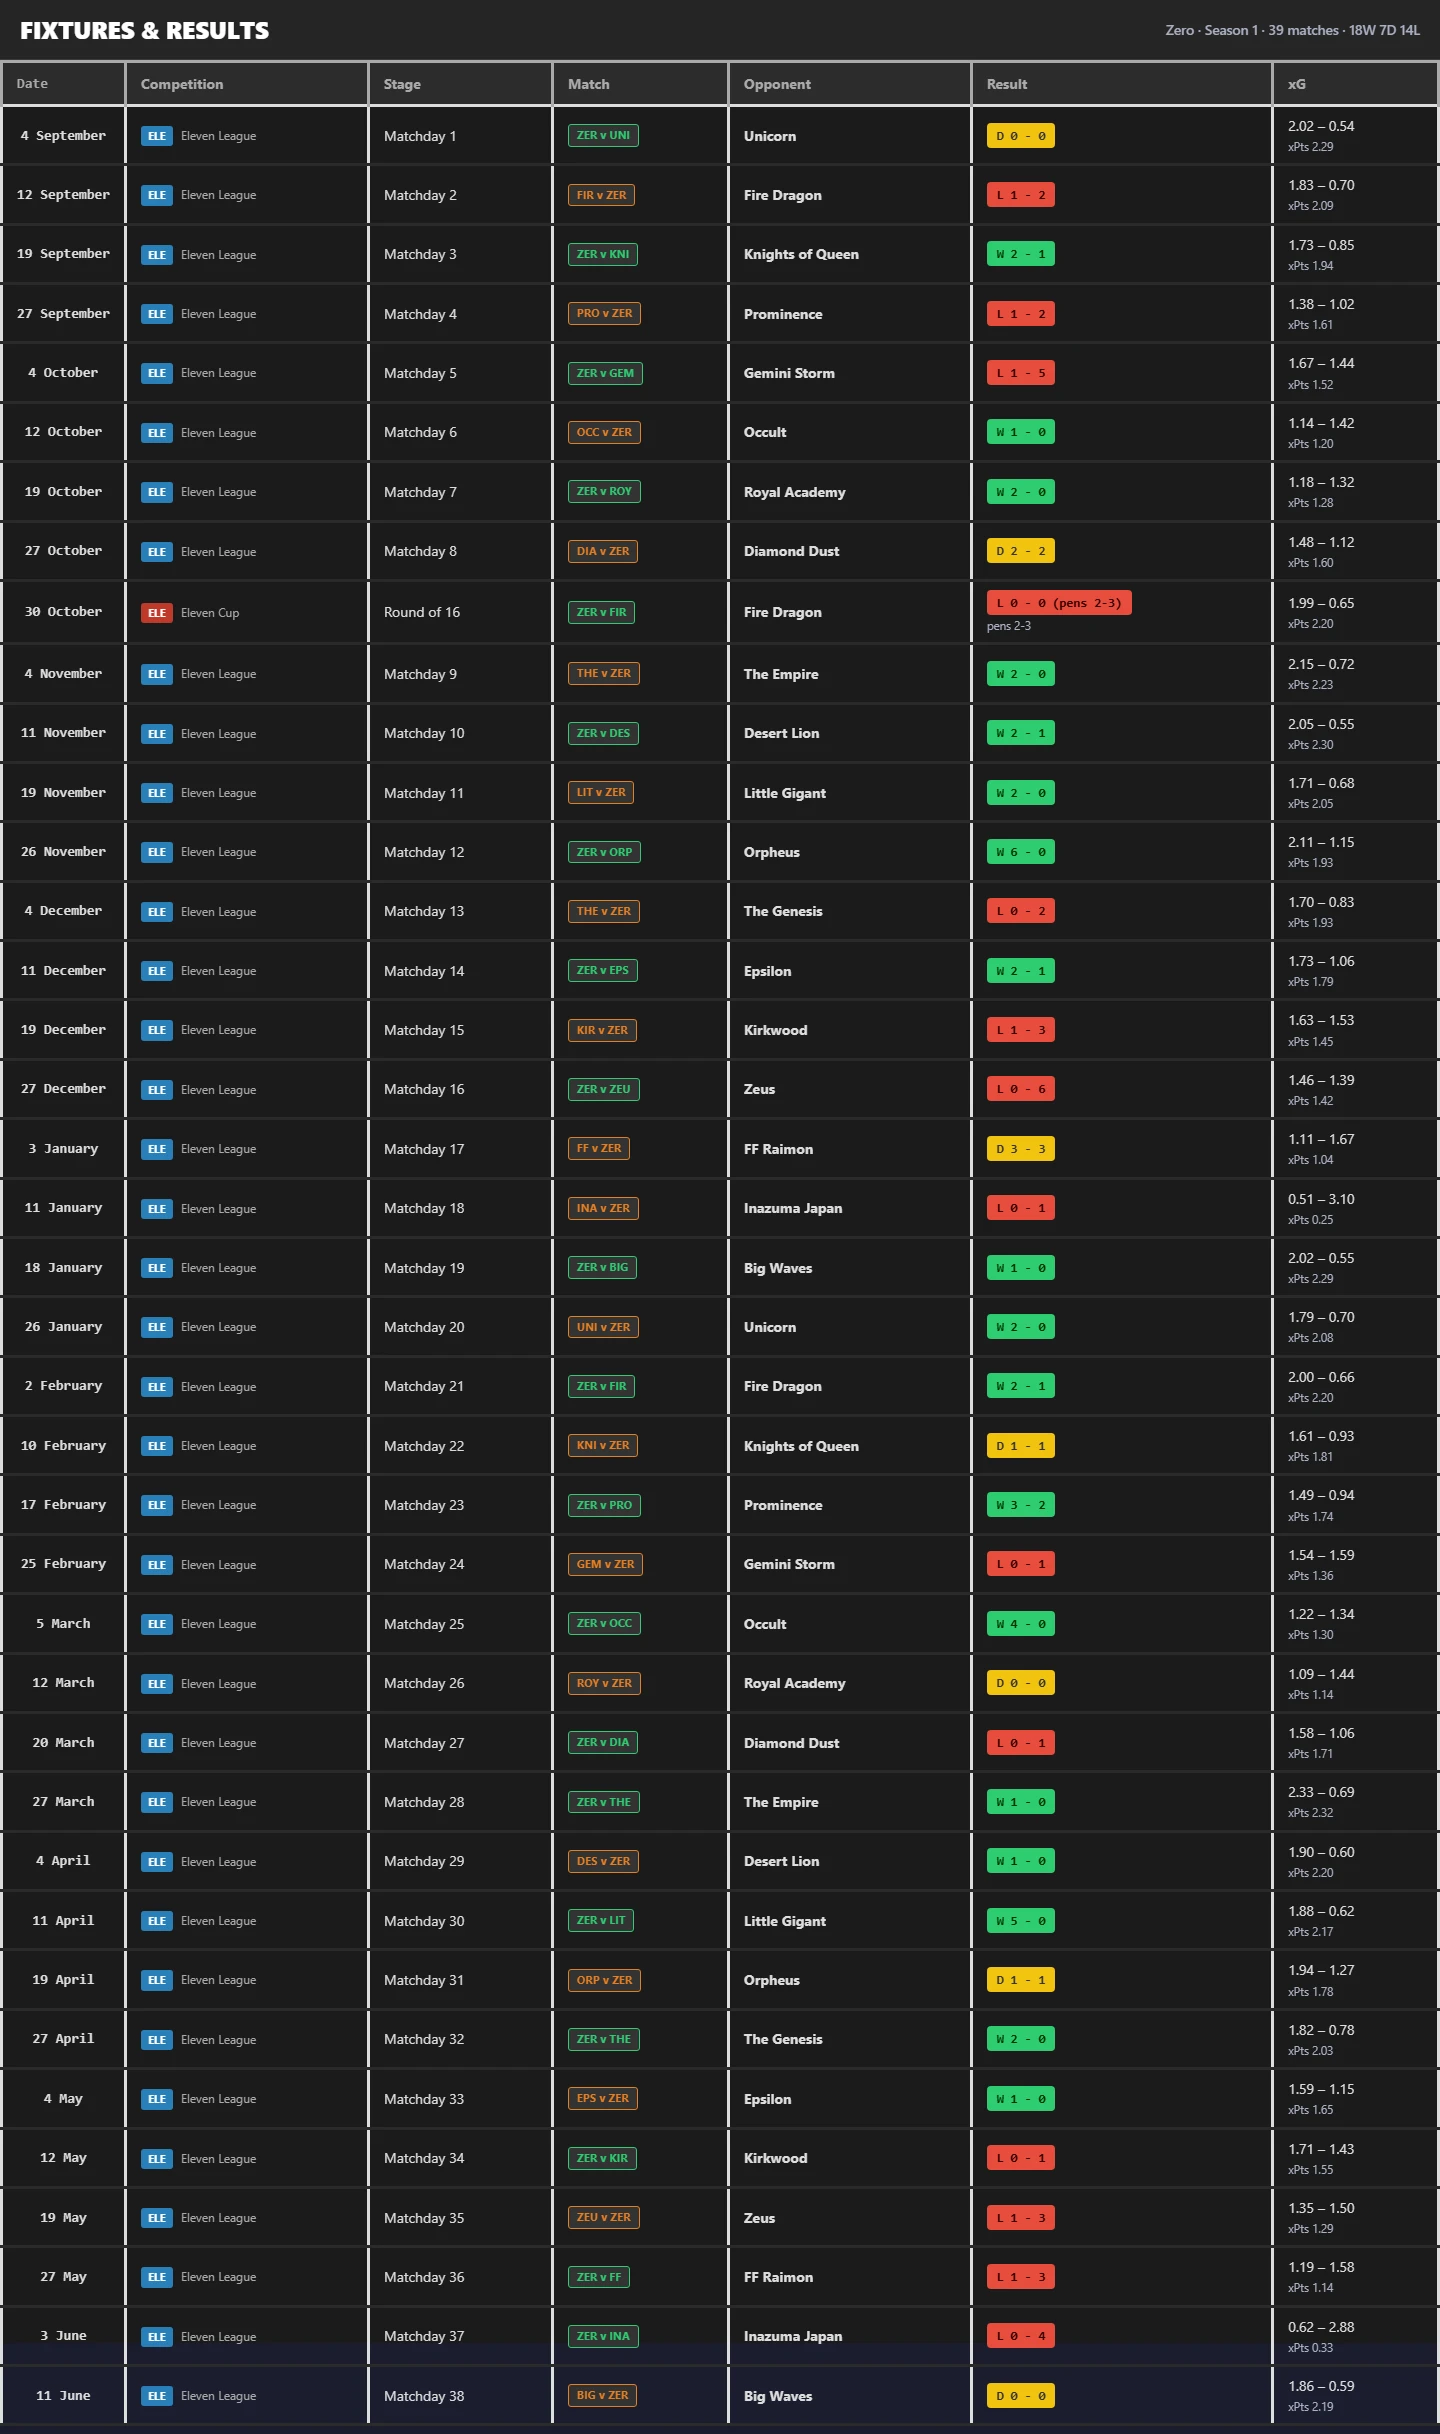 FIXTURES & RESULTS
Zero · Season 1 · 39 matches · 18W 7D 14L
Date Competition Stage Match Opponent Result xG
4 September ELE Eleven League Matchday 1 ZER v UNI Unicorn D 0 - 0 2.02 – 0.54
xPts 2.29
12 September ELE Eleven League Matchday 2 FIR v ZER Fire Dragon L 1 - 2 1.83 – 0.70
xPts 2.09
19 September ELE Eleven League Matchday 3 ZER v KNI Knights of Queen W 2 - 1 1.73 – 0.85
xPts 1.94
27 September ELE Eleven League Matchday 4 PRO v ZER Prominence L 1 - 2 1.38 – 1.02
xPts 1.61
4 October ELE Eleven League Matchday 5 ZER v GEM Gemini Storm L 1 - 5 1.67 – 1.44
xPts 1.52
12 October ELE Eleven League Matchday 6 OCC v ZER Occult W 1 - 0 1.14 – 1.42
xPts 1.20
19 October ELE Eleven League Matchday 7 ZER v ROY Royal Academy W 2 - 0 1.18 – 1.32
xPts 1.28
27 October ELE Eleven League Matchday 8 DIA v ZER Diamond Dust D 2 - 2 1.48 – 1.12
xPts 1.60
30 October ELE Eleven Cup Round of 16 ZER v FIR Fire Dragon L 0 - 0 (pens 2-3) 1.99 – 0.65
pens 2-3 xPts 2.20
4 November ELE Eleven League Matchday 9 THE v ZER The Empire W 2 - 0 2.15 – 0.72
xPts 2.23
11 November ELE Eleven League Matchday 10 ZER v DES Desert Lion W 2 - 1 2.05 – 0.55
xPts 2.30
19 November ELE Eleven League Matchday 11 LIT v ZER Little Gigant W 2 - 0 1.71 – 0.68
xPts 2.05
26 November ELE Eleven League Matchday 12 ZER v ORP Orpheus W 6 - 0 2.11 – 1.15
xPts 1.93
4 December ELE Eleven League Matchday 13 THE v ZER The Genesis L 0 - 2 1.70 – 0.83
xPts 1.93
11 December ELE Eleven League Matchday 14 ZER v EPS Epsilon W 2 - 1 1.73 – 1.06
xPts 1.79
19 December ELE Eleven League Matchday 15 KIR v ZER Kirkwood L 1 - 3 1.63 – 1.53
xPts 1.45
27 December ELE Eleven League Matchday 16 ZER v ZEU Zeus L 0 - 6 1.46 – 1.39
xPts 1.42
3 January ELE Eleven League Matchday 17 FF v ZER FF Raimon D 3 - 3 1.11 – 1.67
xPts 1.04
11 January ELE Eleven League Matchday 18 INA v ZER Inazuma Japan L 0 - 1 0.51 – 3.10
xPts 0.25
18 January ELE Eleven League Matchday 19 ZER v BIG Big Waves W 1 - 0 2.02 – 0.55
xPts 2.29
26 January ELE Eleven League Matchday 20 UNI v ZER Unicorn W 2 - 0 1.79 – 0.70
xPts 2.08
2 February ELE Eleven League Matchday 21 ZER v FIR Fire Dragon W 2 - 1 2.00 – 0.66
xPts 2.20
10 February ELE Eleven League Matchday 22 KNI v ZER Knights of Queen D 1 - 1 1.61 – 0.93
xPts 1.81
17 February ELE Eleven League Matchday 23 ZER v PRO Prominence W 3 - 2 1.49 – 0.94
xPts 1.74
25 February ELE Eleven League Matchday 24 GEM v ZER Gemini Storm L 0 - 1 1.54 – 1.59
xPts 1.36
5 March ELE Eleven League Matchday 25 ZER v OCC Occult W 4 - 0 1.22 – 1.34
xPts 1.30
12 March ELE Eleven League Matchday 26 ROY v ZER Royal Academy D 0 - 0 1.09 – 1.44
xPts 1.14
20 March ELE Eleven League Matchday 27 ZER v DIA Diamond Dust L 0 - 1 1.58 – 1.06
xPts 1.71
27 March ELE Eleven League Matchday 28 ZER v THE The Empire W 1 - 0 2.33 – 0.69
xPts 2.32
4 April ELE Eleven League Matchday 29 DES v ZER Desert Lion W 1 - 0 1.90 – 0.60
xPts 2.20
11 April ELE Eleven League Matchday 30 ZER v LIT Little Gigant W 5 - 0 1.88 – 0.62
xPts 2.17
19 April ELE Eleven League Matchday 31 ORP v ZER Orpheus D 1 - 1 1.94 – 1.27
xPts 1.78
27 April ELE Eleven League Matchday 32 ZER v THE The Genesis W 2 - 0 1.82 – 0.78
xPts 2.03
4 May ELE Eleven League Matchday 33 EPS v ZER Epsilon W 1 - 0 1.59 – 1.15
xPts 1.65
12 May ELE Eleven League Matchday 34 ZER v KIR Kirkwood L 0 - 1 1.71 – 1.43
xPts 1.55
19 May ELE Eleven League Matchday 35 ZEU v ZER Zeus L 1 - 3 1.35 – 1.50
xPts 1.29
27 May ELE Eleven League Matchday 36 ZER v FF FF Raimon L 1 - 3 1.19 – 1.58
xPts 1.14
3 June ELE Eleven League Matchday 37 ZER v INA Inazuma Japan L 0 - 4 0.62 – 2.88
xPts 0.33
11 June ELE Eleven League Matchday 38 BIG v ZER Big Waves D 0 - 0 1.86 – 0.59
xPts 2.19